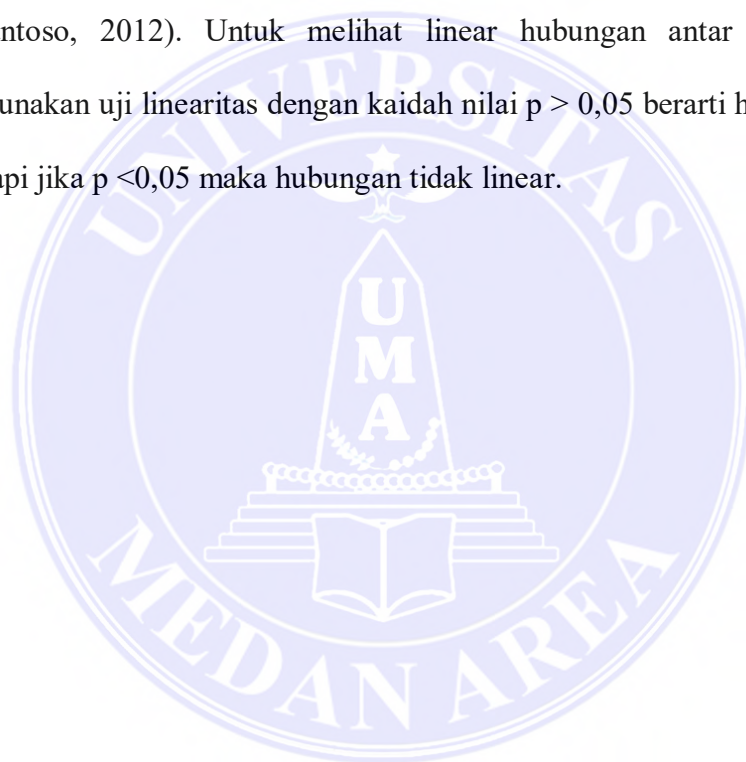 ntoso, 2012). Untuk melihat linear hubungan antar
unakan uji linearitas dengan kaidah nilai p > 0,05 berarti h
api jika p <0,05 maka hubungan tidak linear.
UNIVERSITAS
U
M
A
MEDAN AREA